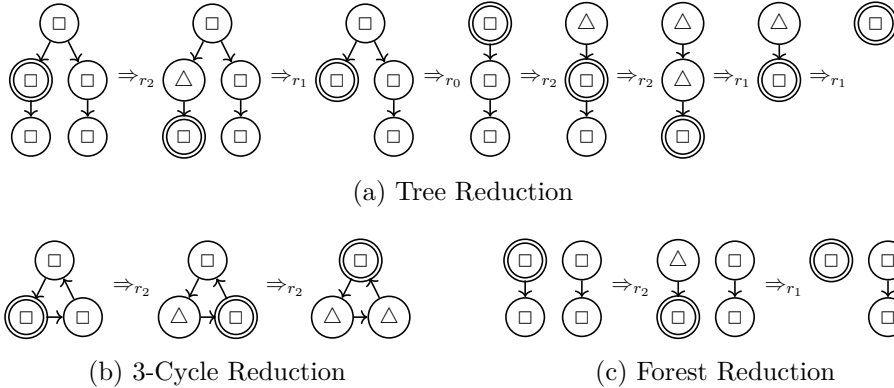 ⇒r2 ⇒r1 ⇒r0 ⇒r2 ⇒r2 ⇒r1 ⇒r1
(a) Tree Reduction
⇒r2 ⇒r2 ⇒r2 ⇒r1
(b) 3-Cycle Reduction (c) Forest Reduction